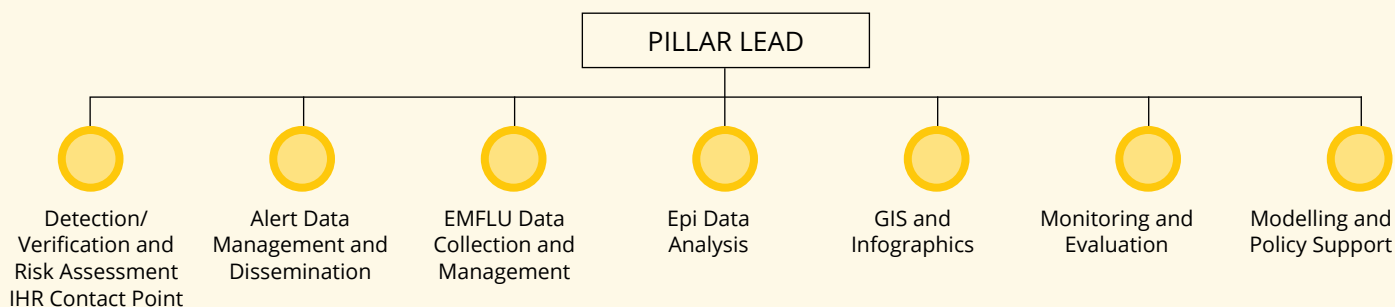 PILLAR LEAD
Detection/
Verification and
Risk Assessment
IHR Contact Point
Alert Data
Management and
Dissemination
EMFLU Data
Collection and
Management
Epi Data
Analysis
GIS and
Infographics
Monitoring and
Evaluation
Modelling and
Policy Support